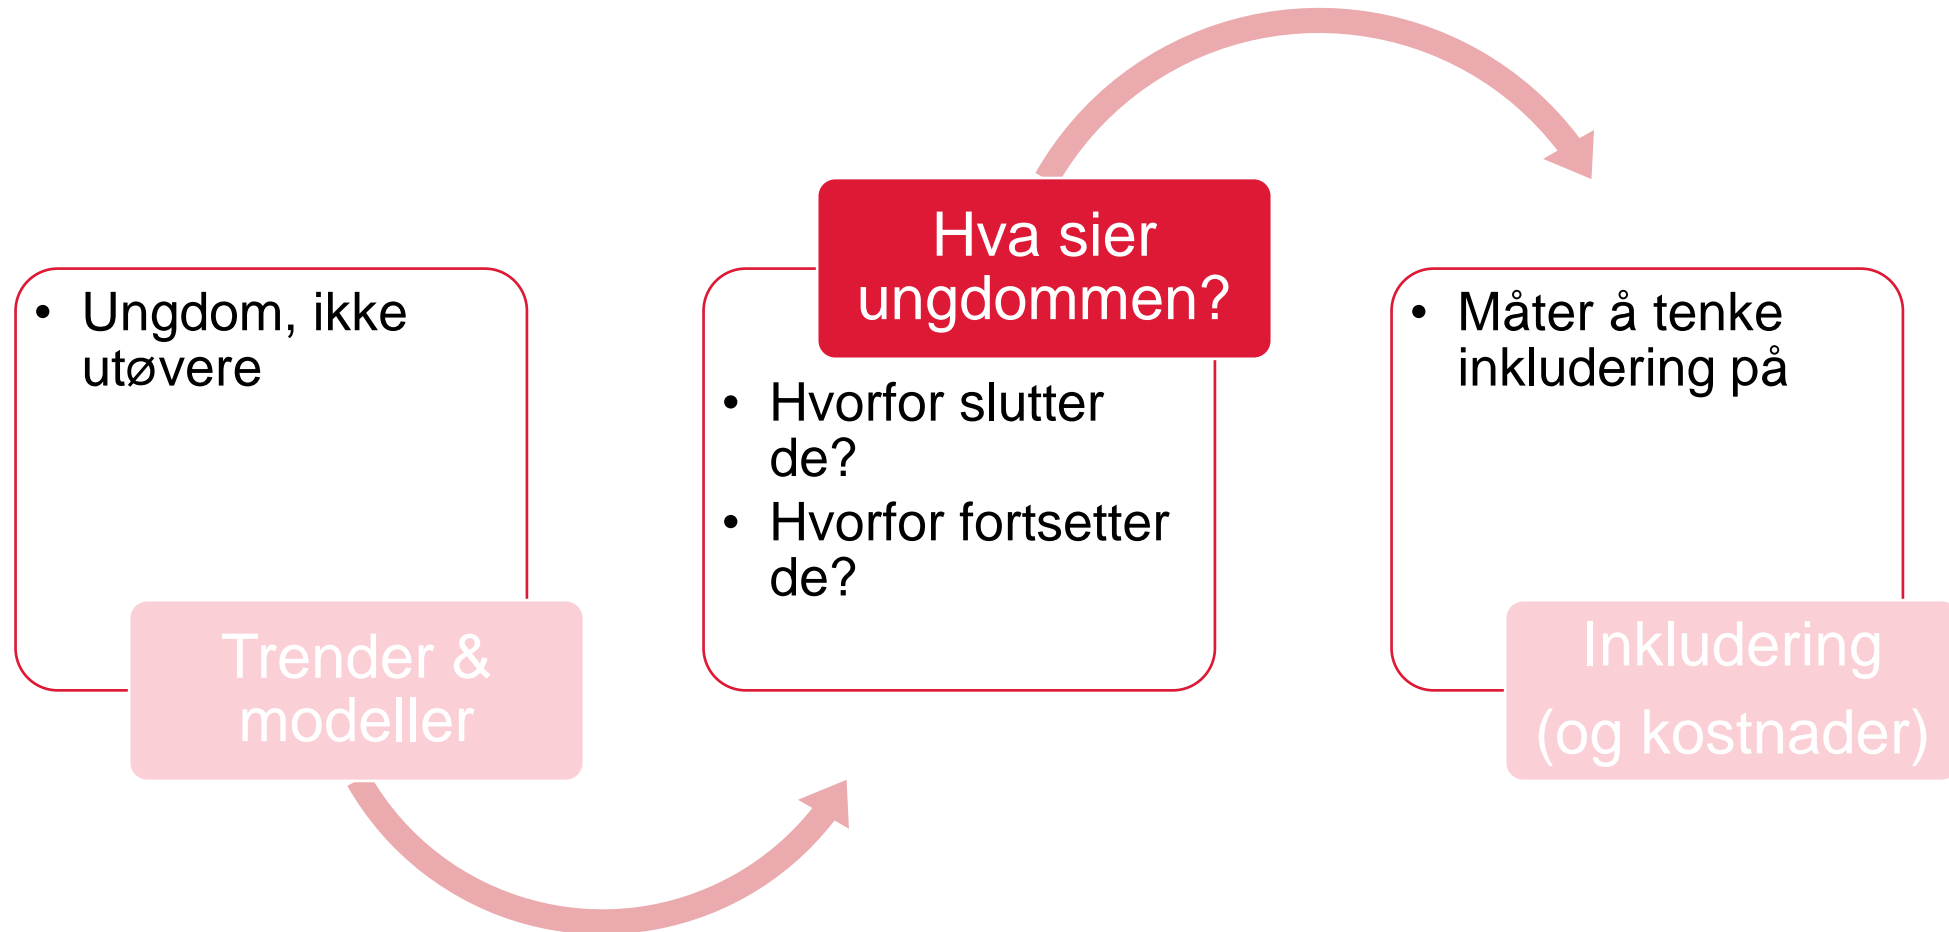 • Ungdom, ikke
utøvere
Trender &
modeller
Hva sier
ungdommen?
• Hvorfor slutter
de?
• Hvorfor fortsetter
de?
• Måter å tenke
inkludering på
Inkludering
(og kostnader)